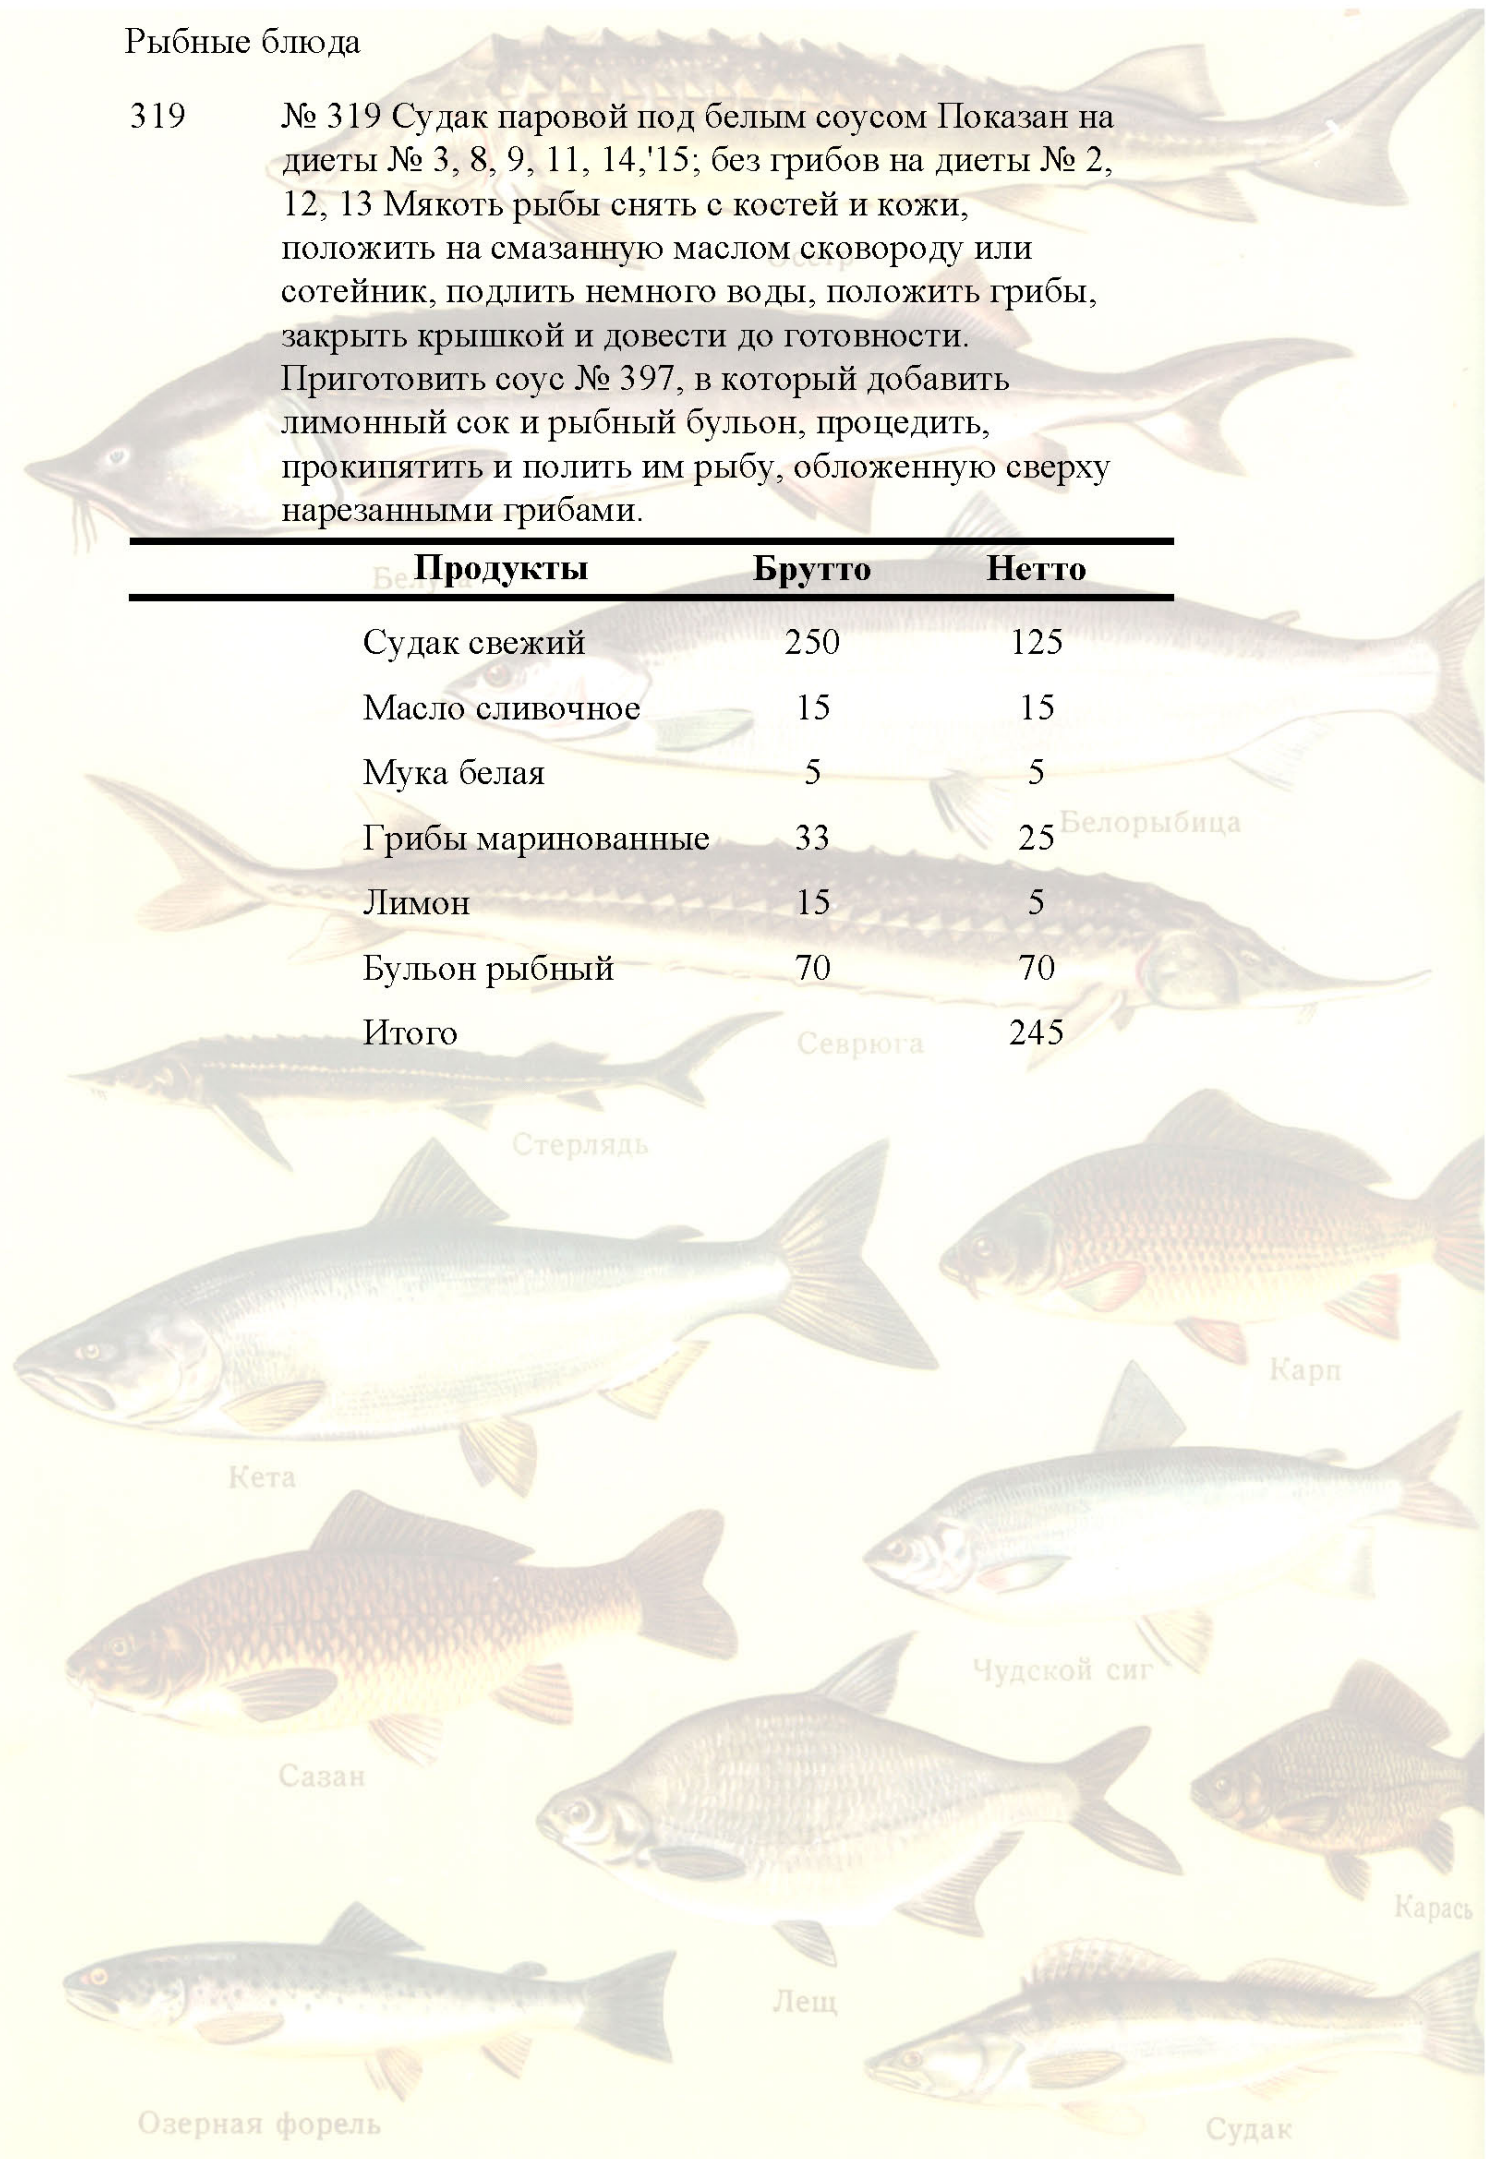 Рыбные блюда
319 № 319 Судак паровой под белым соусом Показан на
диеты № 3, 8, 9, 11, 14,'15; без грибов на диеты № 2,
12, 13 Мякоть рыбы снять с костей и кожи,
положить на смазанную маслом сковороду или
сотейник, подлить немного воды, положить грибы,
закрыть крышкой и довести до готовности.
Приготовить соус № 397, в который добавить
лимонный сок и рыбный бульон, процедить,
прокипятить и полить им рыбу, обложенную сверху
нарезанными грибами.
Продукты Брутто Нетто
Судак свежий 250 125
Масло сливочное 15 15
Мука белая 5 5
Грибы маринованные 33 25
Лимон 15 5
Бульон рыбный 70 70
Итого 245
Белорыбица
Севрюга
Стерлядь
Карп
Кета
Чудской сиг
Сазан
Карась
Лещ
Озерная форель
Судак